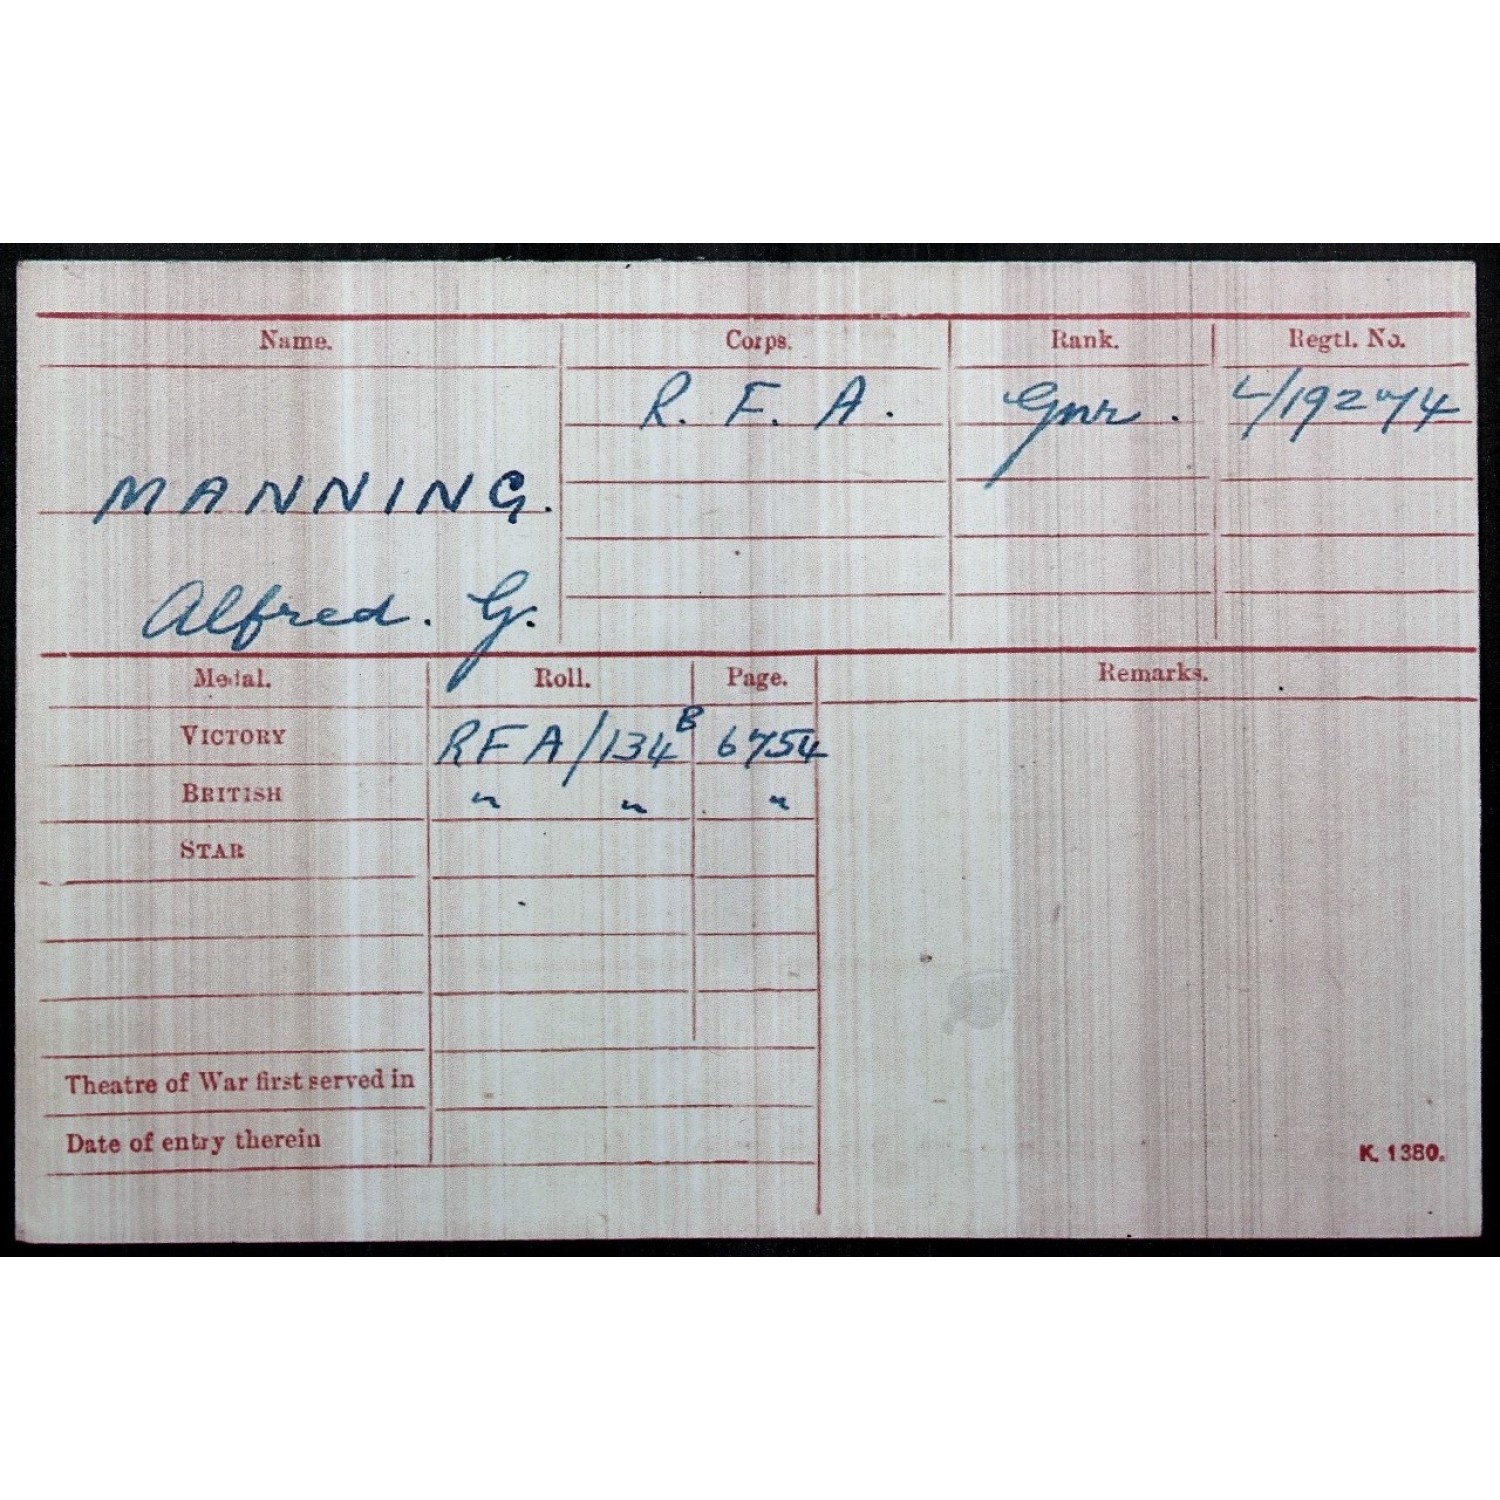 Name. Corps. Rank. Regtl. No.
R. F. A. Gnr. L/19274
MANNING.
Alfred. G.
Medal. Roll. Page. Remarks.
VICTORY RFA/134B 6754
BRITISH " " "
STAR
Theatre of War first served in
Date of entry therein
K. 1380.